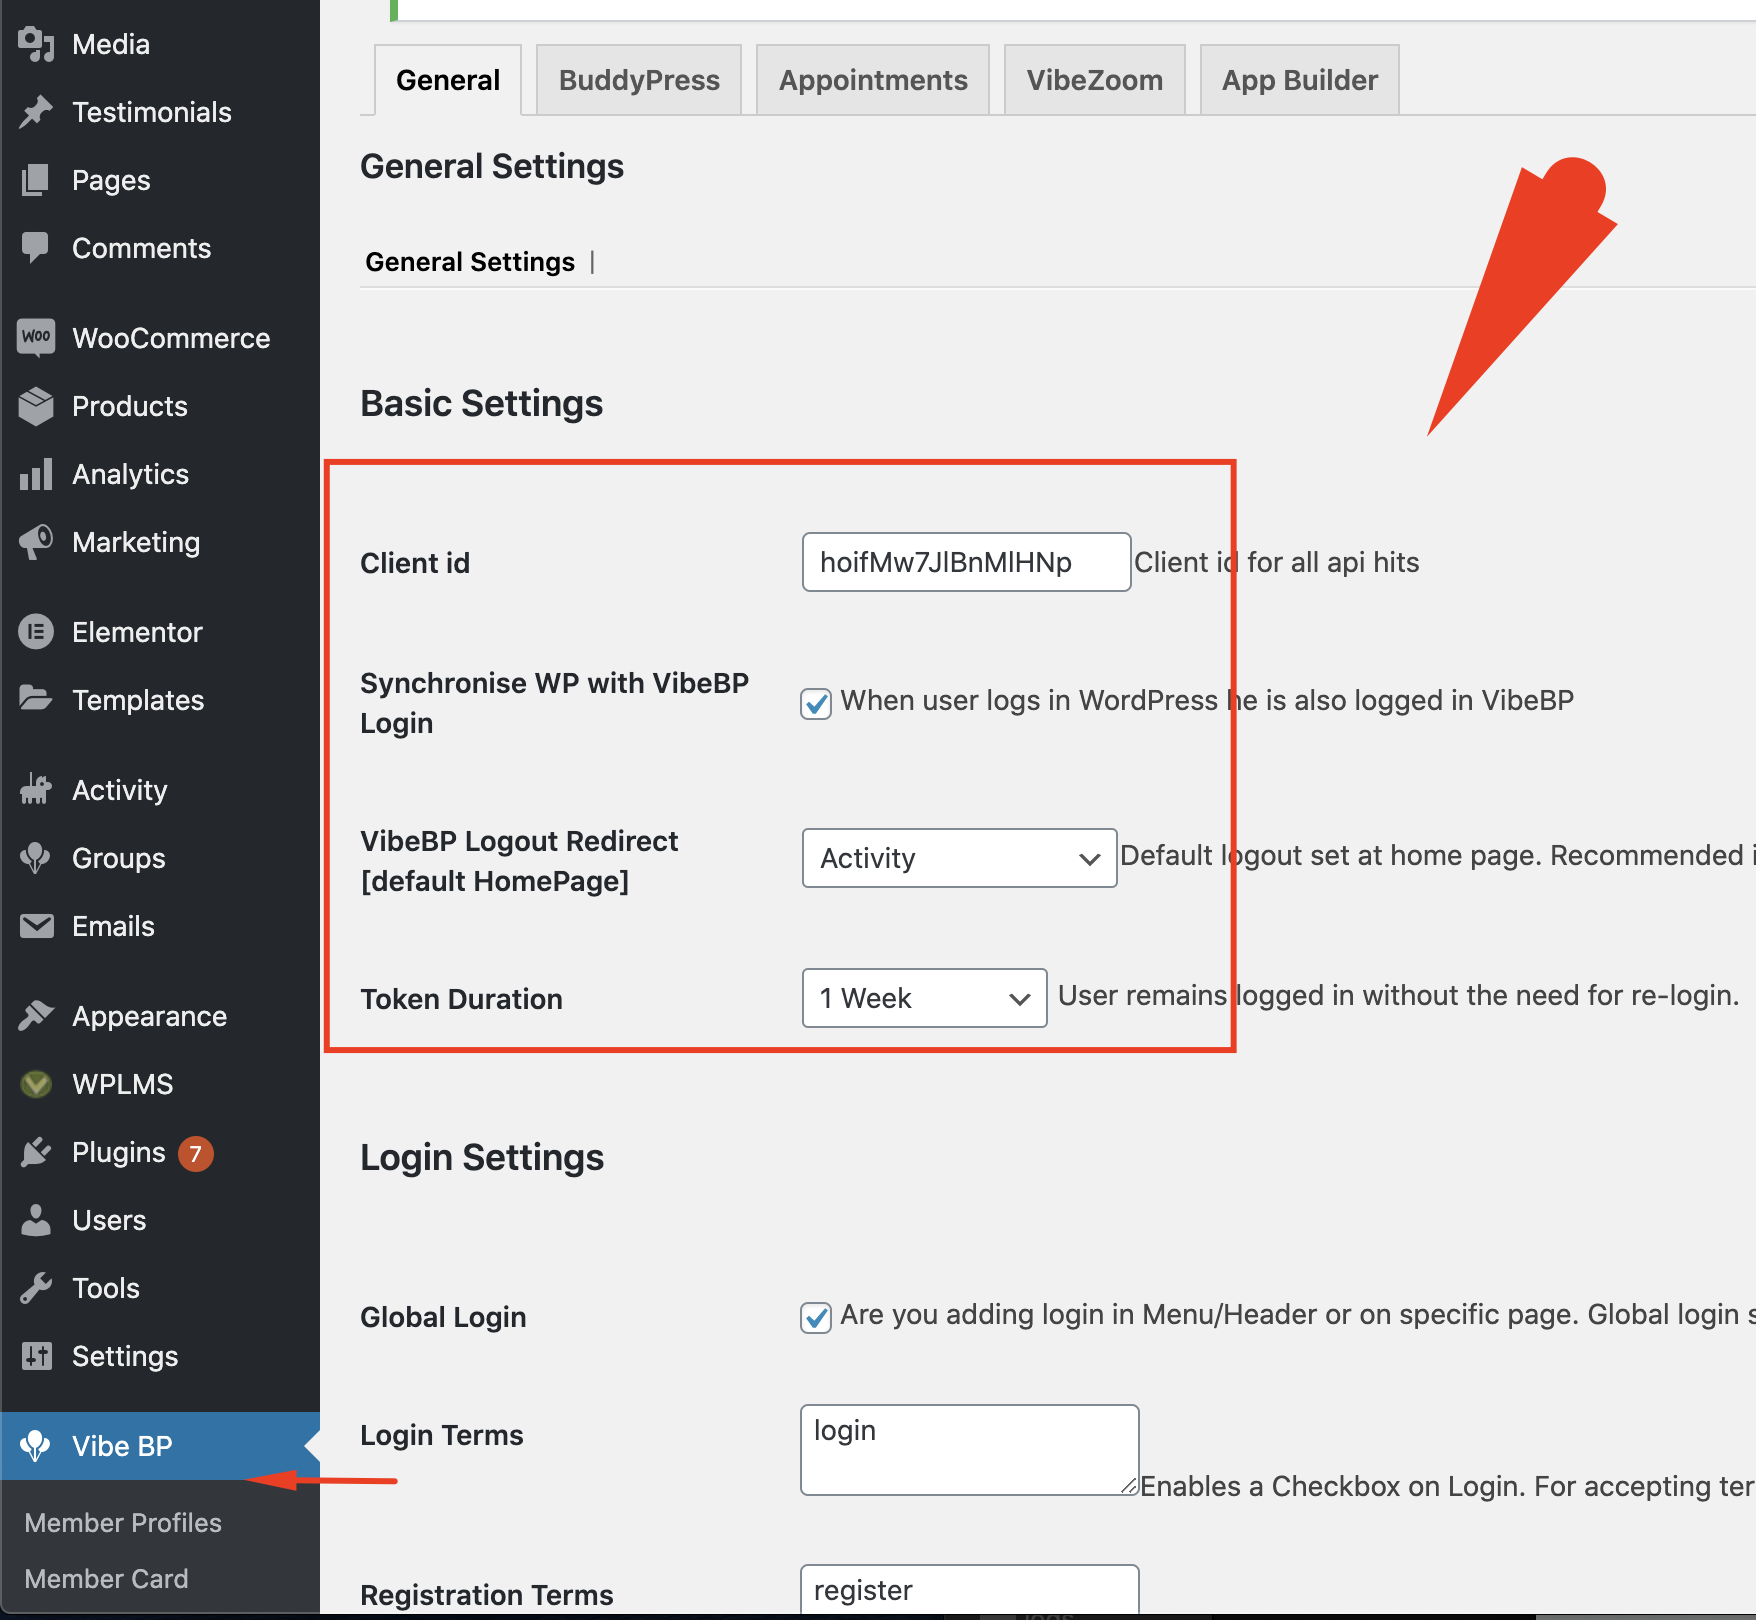 Media
Testimonials
Pages
Comments
Woo WooCommerce
Products
Analytics
Marketing
Elementor
Templates
Activity
Groups
Emails
Appearance
WPLMS
Plugins 7
Users
Tools
Settings
Vibe BP
Member Profiles
Member Card
General BuddyPress Appointments VibeZoom App Builder
General Settings
General Settings |
Basic Settings
Client id hoifMw7JlBnMlHNp Client id for all api hits
Synchronise WP with VibeBP
Login
When user logs in WordPress he is also logged in VibeBP
VibeBP Logout Redirect
[default HomePage]
Activity Default logout set at home page. Recommended
Token Duration 1 Week User remains logged in without the need for re-login.
Login Settings
Global Login Are you adding login in Menu/Header or on specific page. Global login
Login Terms login
Enables a Checkbox on Login. For accepting
Registration Terms register